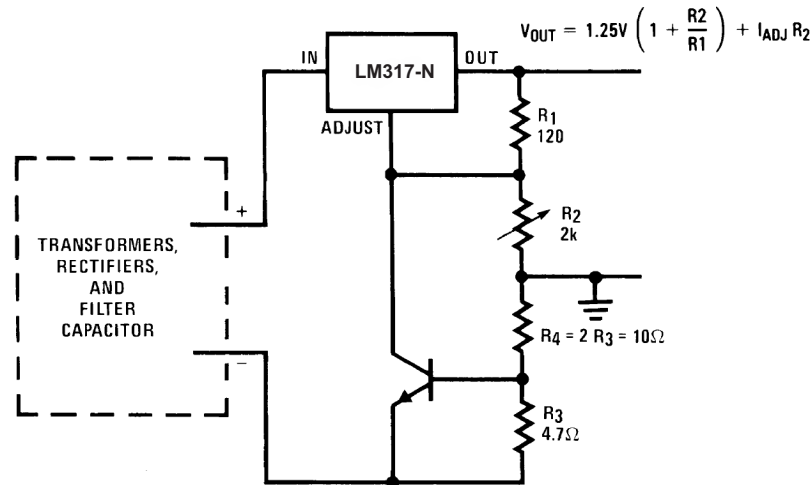 V_OUT = 1.25V (1 + R2/R1) + I_ADJ R2
IN
LM317-N
OUT
ADJUST
R1
120
R2
2k
+
TRANSFORMERS,
RECTIFIERS,
AND
FILTER
CAPACITOR
−
R4 = 2 R3 = 10Ω
R3
4.7Ω